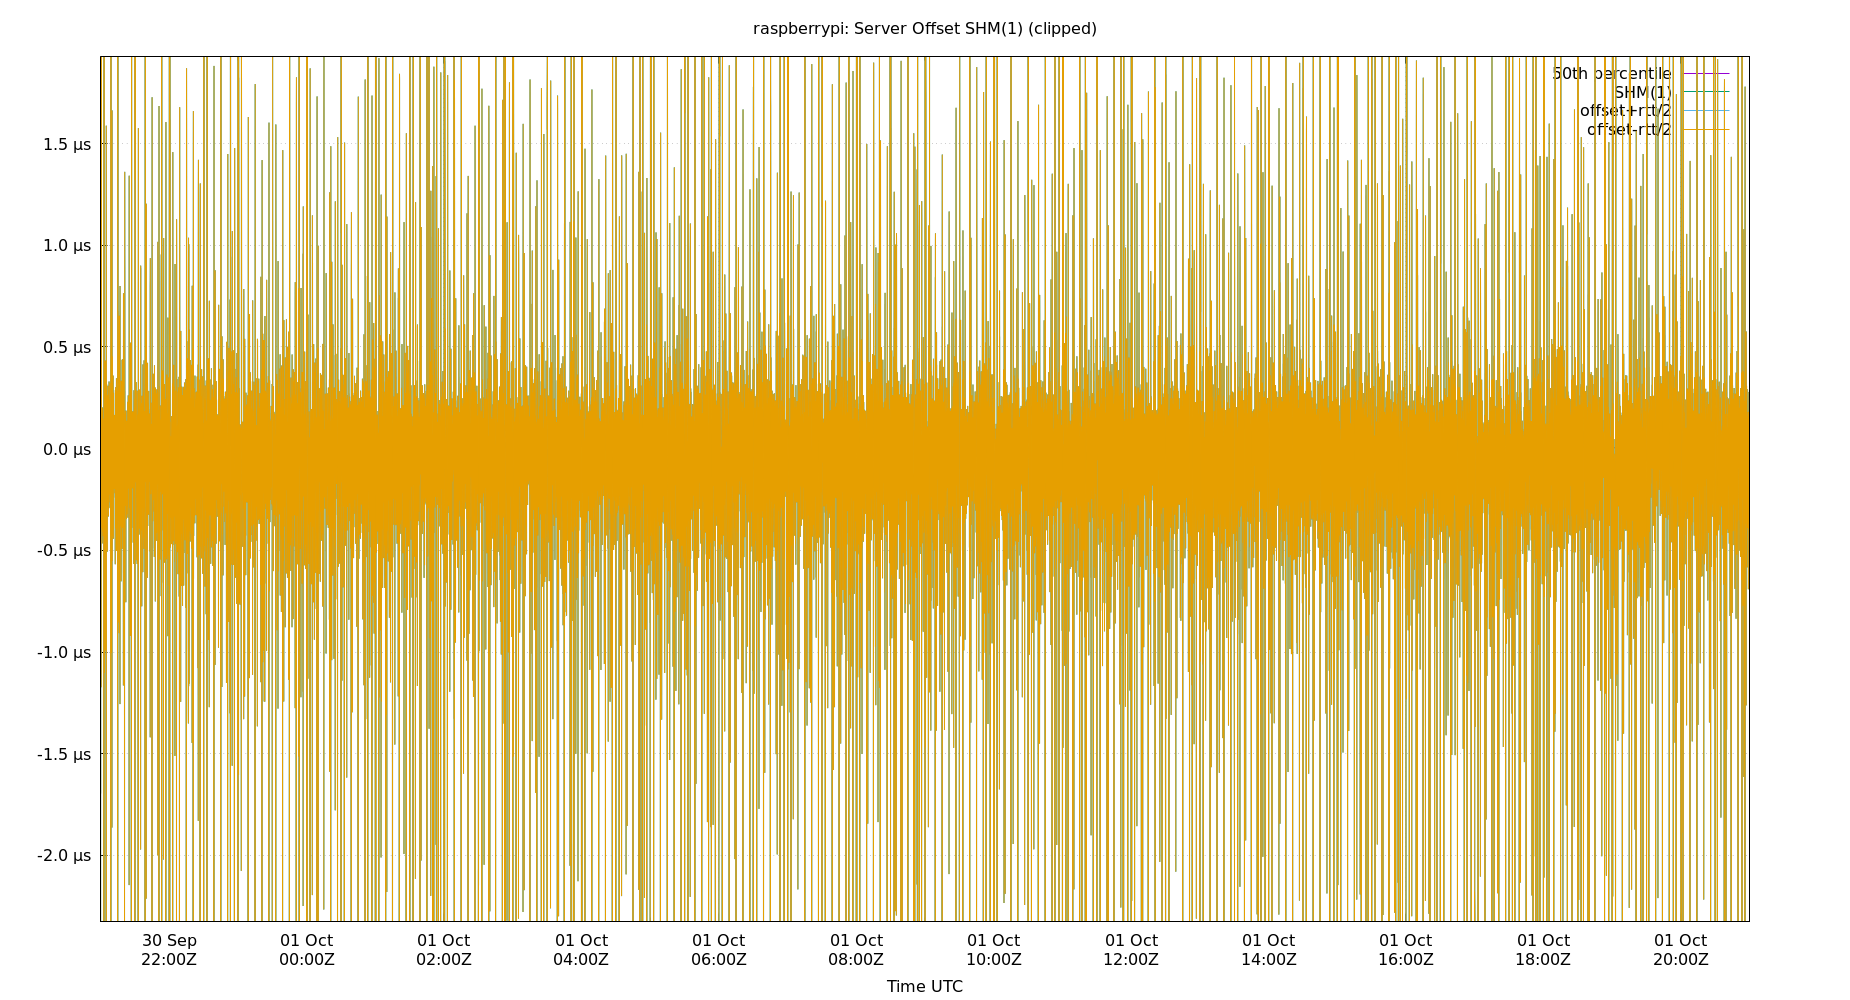 raspberrypi: Server Offset SHM(1) (clipped)
50th percentile
SHM(1)
offset+rtt/2
offset-rtt/2
1.5 µs
1.0 µs
0.5 µs
0.0 µs
-0.5 µs
-1.0 µs
-1.5 µs
-2.0 µs
30 Sep 01 Oct 01 Oct 01 Oct 01 Oct 01 Oct 01 Oct 01 Oct 01 Oct 01 Oct 01 Oct 01 Oct
22:00Z 00:00Z 02:00Z 04:00Z 06:00Z 08:00Z 10:00Z 12:00Z 14:00Z 16:00Z 18:00Z 20:00Z
Time UTC